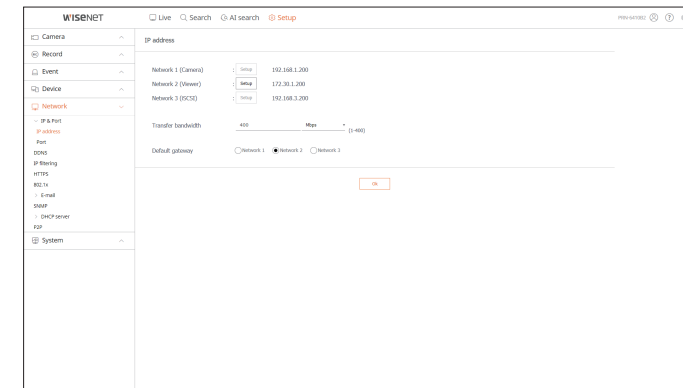 WISENET
Live Search AI search Setup
Camera
Record
Event
Device
Network
IP & Port
IP address
Port
DDNS
IP filtering
HTTPS
802.1x
E-mail
SNMP
DHCP server
P2P
System
IP address
Network 1 (Camera) : Setup 192.168.1.200
Network 2 (Viewer) : Setup 172.30.1.200
Network 3 (iSCSI) : Setup 192.168.3.200
Transfer bandwidth 400 Mbps (1~400)
Default gateway Network 1 Network 2 Network 3
Ok